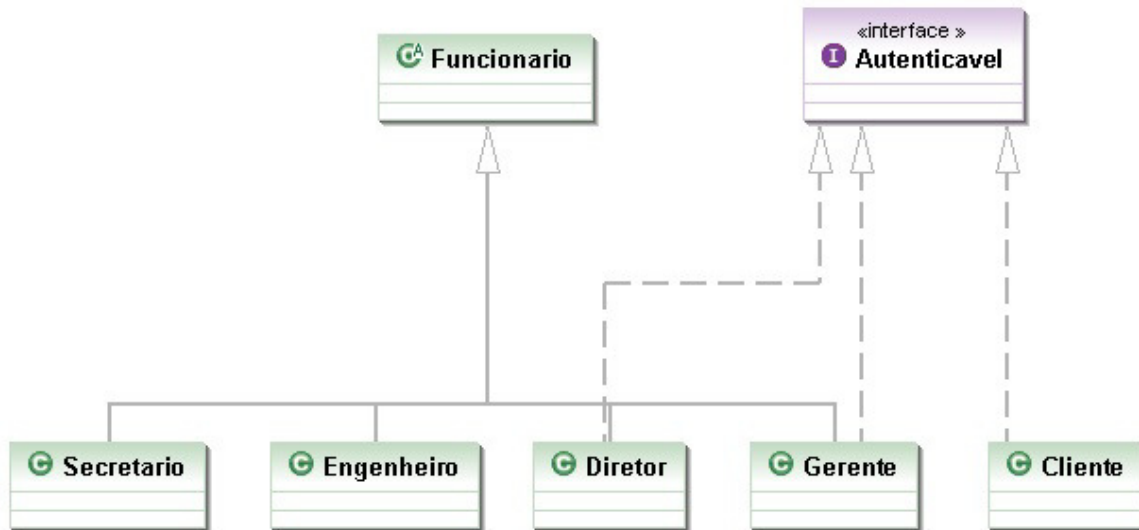 Funcionario
«interface »
Autenticavel
Secretario
Engenheiro
Diretor
Gerente
Cliente